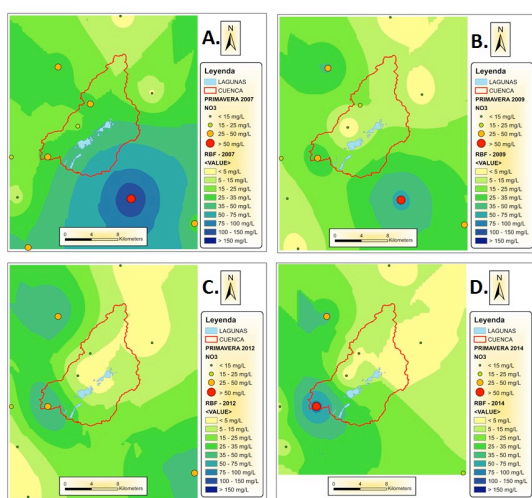 A.
N
Leyenda
LAGUNAS
CUENCA
PRIMAVERA 2007
NO3
< 15 mg/L
15 - 25 mg/L
25 - 50 mg/L
> 50 mg/L
RBF - 2007
<VALUE>
< 5 mg/L
5 - 15 mg/L
15 - 25 mg/L
25 - 35 mg/L
35 - 50 mg/L
50 - 75 mg/L
75 - 100 mg/L
100 - 150 mg/L
> 150 mg/L
0 4 8
Kilometers
B.
N
Leyenda
LAGUNAS
CUENCA
PRIMAVERA 2009
NO3
< 15 mg/L
15 - 25 mg/L
25 - 50 mg/L
> 50 mg/L
RBF - 2009
<VALUE>
< 5 mg/L
5 - 15 mg/L
15 - 25 mg/L
25 - 35 mg/L
35 - 50 mg/L
50 - 75 mg/L
75 - 100 mg/L
100 - 150 mg/L
> 150 mg/L
0 4 8
Kilometers
C.
N
Leyenda
LAGUNAS
CUENCA
PRIMAVERA 2012
NO3
< 15 mg/L
15 - 25 mg/L
25 - 50 mg/L
> 50 mg/L
RBF - 2012
<VALUE>
< 5 mg/L
5 - 15 mg/L
15 - 25 mg/L
25 - 35 mg/L
35 - 50 mg/L
50 - 75 mg/L
75 - 100 mg/L
100 - 150 mg/L
> 150 mg/L
0 4 8
Kilometers
D.
N
Leyenda
LAGUNAS
CUENCA
PRIMAVERA 2014
NO3
< 15 mg/L
15 - 25 mg/L
25 - 50 mg/L
> 50 mg/L
RBF - 2014
<VALUE>
< 5 mg/L
5 - 15 mg/L
15 - 25 mg/L
25 - 35 mg/L
35 - 50 mg/L
50 - 75 mg/L
75 - 100 mg/L
100 - 150 mg/L
> 150 mg/L
0 4 8
Kilometers